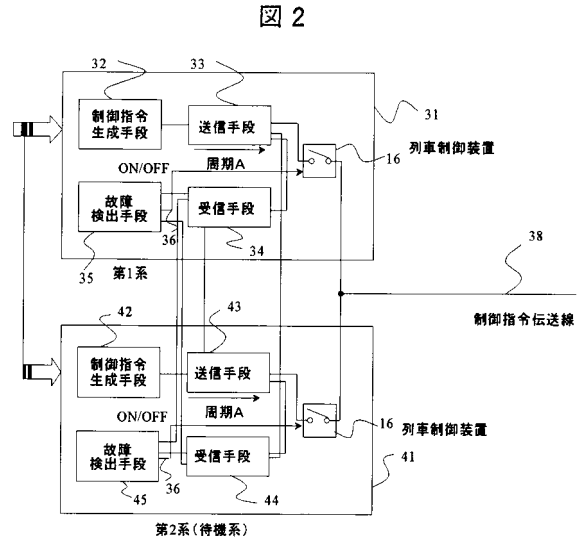 図2
32
33
制御指令
生成手段
送信手段
31
16 列車制御装置
ON/OFF
周期A
故障
検出手段
受信手段
36
34
35
第1系
38
制御指令伝送線
42
43
制御指令
生成手段
送信手段
ON/OFF
周期A
16 列車制御装置
故障
検出手段
受信手段
36
41
45
44
第2系(待機系)